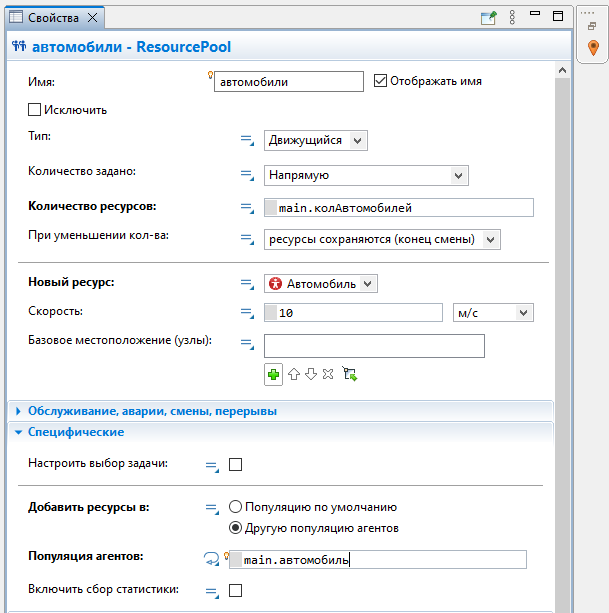 Свойства
автомобили - ResourcePool
Имя: автомобили Отображать имя
Исключить
Тип: Движущийся
Количество задано: Напрямую
Количество ресурсов: main.колАвтомобилей
При уменьшении кол-ва: ресурсы сохраняются (конец смены)
Новый ресурс: Автомобиль
Скорость: 10 м/с
Базовое местоположение (узлы):
Обслуживание, аварии, смены, перерывы
Специфические
Настроить выбор задачи:
Добавить ресурсы в: Популяцию по умолчанию
Другую популяцию агентов
Популяция агентов: main.автомобиль
Включить сбор статистики: